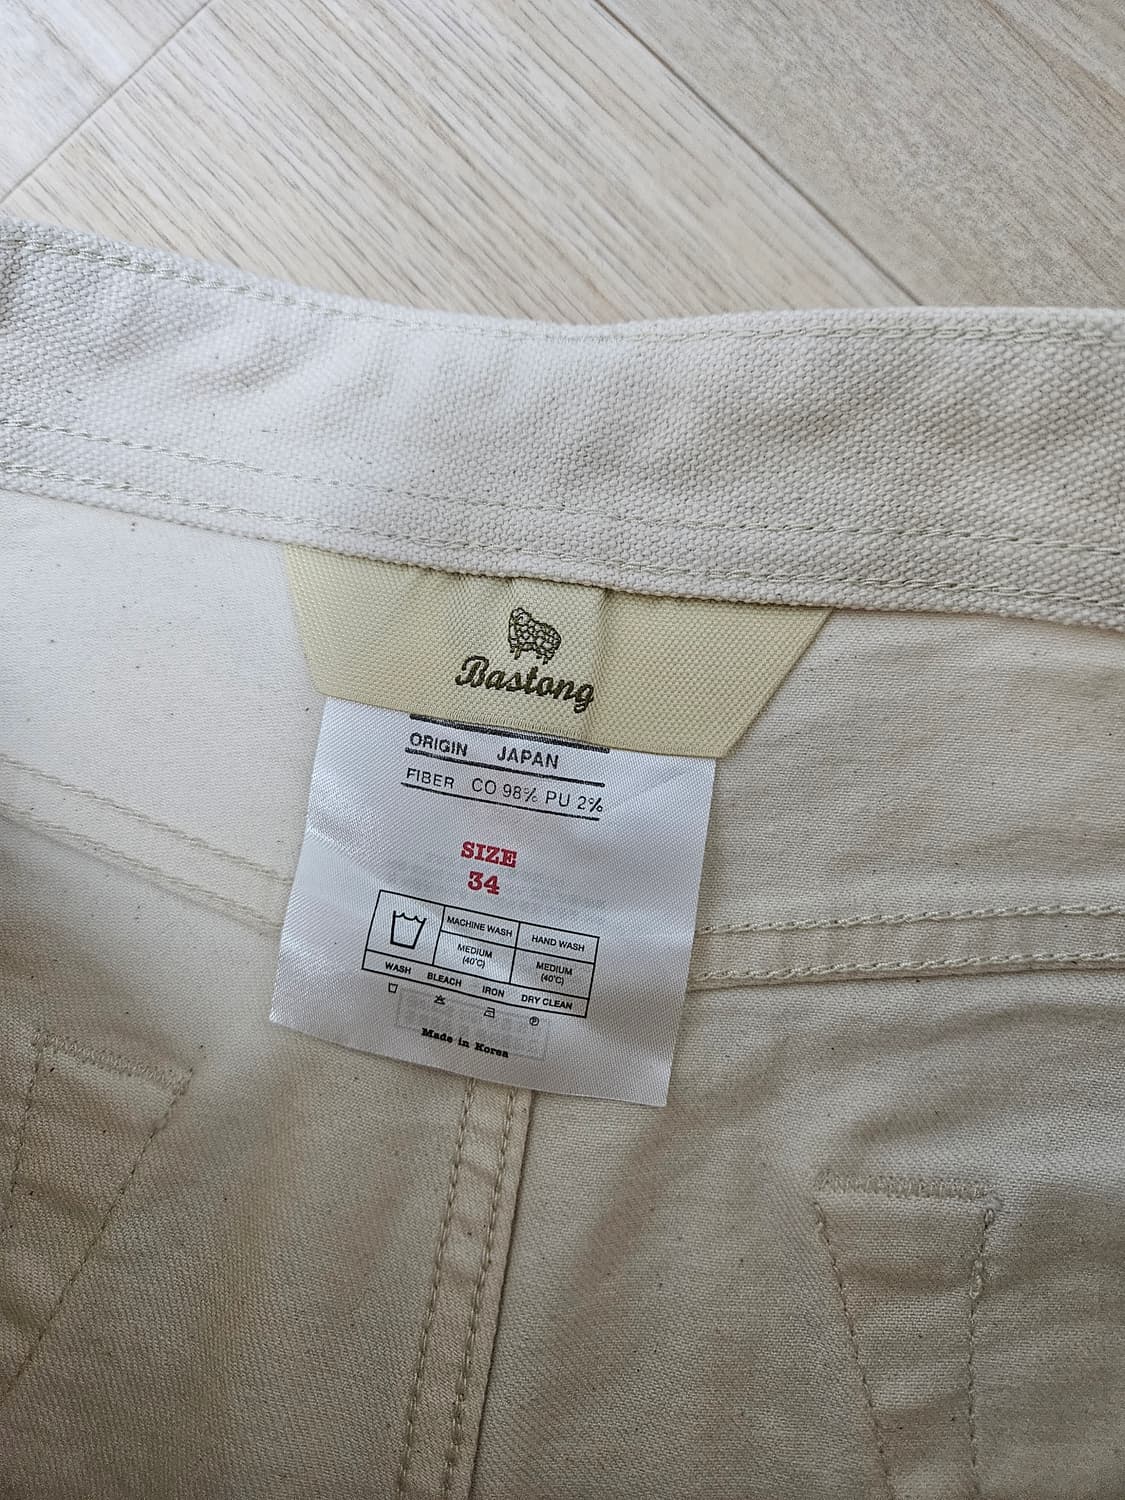 Bastong
ORIGIN JAPAN
FIBER CO 98% PU 2%
SIZE
34
MACHINE WASH HAND WASH
MEDIUM MEDIUM
(40°C) (40°C)
WASH BLEACH IRON DRY CLEAN
P
Made in Korea